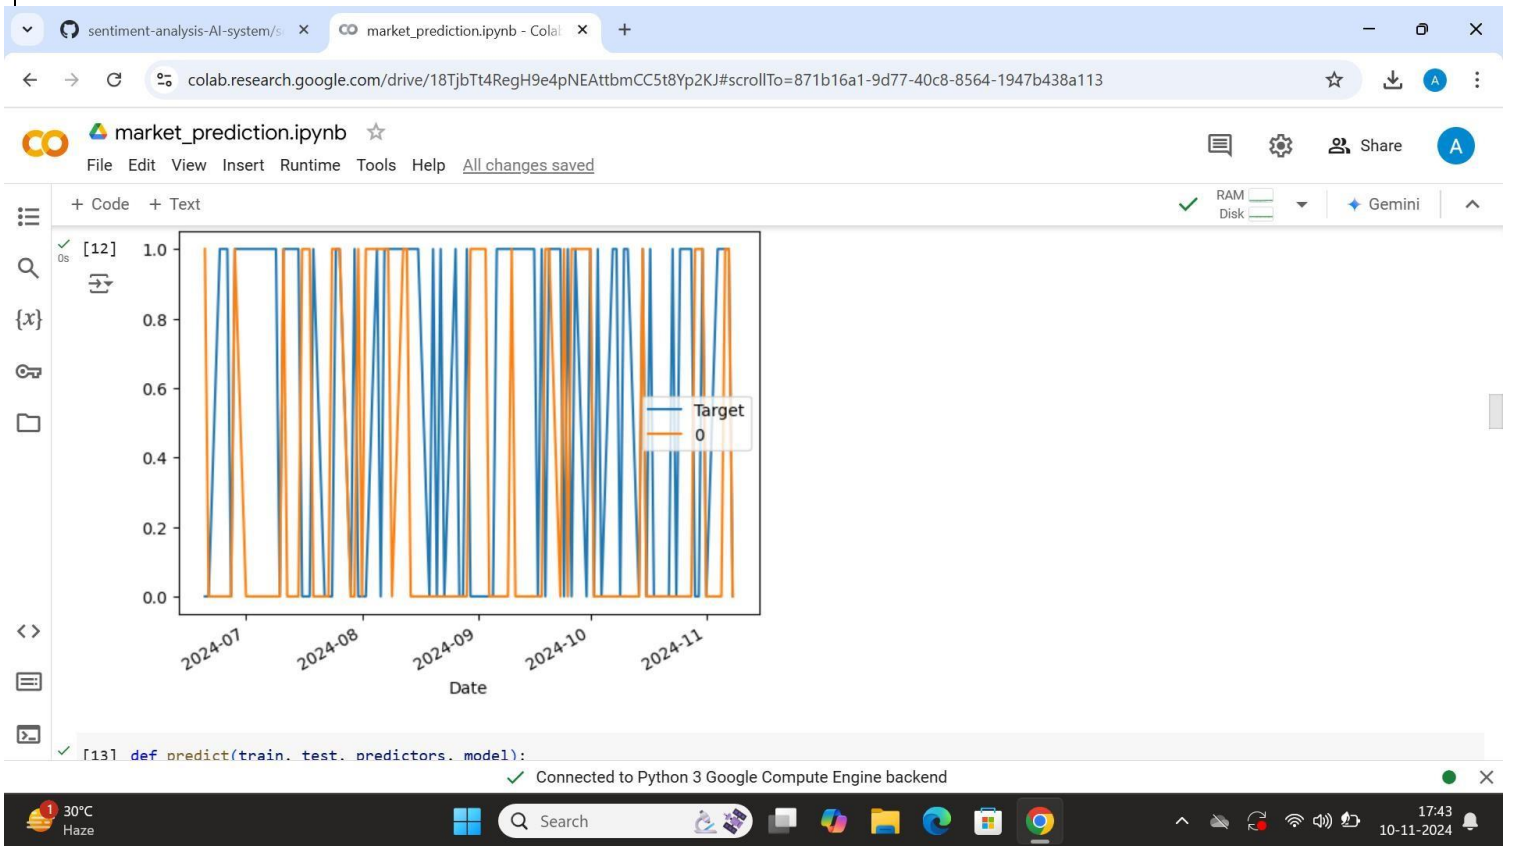 sentiment-analysis-AI-system/s
market_prediction.ipynb - Colab
colab.research.google.com/drive/18TjbTt4RegH9e4pNEAttbmCC5t8Yp2KJ#scrollTo=871b16a1-9d77-40c8-8564-1947b438a113
A
market_prediction.ipynb
File Edit View Insert Runtime Tools Help All changes saved
Share
A
+ Code + Text
RAM
Disk
Gemini
[12]
0s
{x}
1.0
0.8
0.6
0.4
0.2
0.0
Target
0
2024-07 2024-08 2024-09 2024-10 2024-11
Date
[13] def predict(train, test, predictors, model):
Connected to Python 3 Google Compute Engine backend
1
30°C
Haze
Search
17:43
10-11-2024